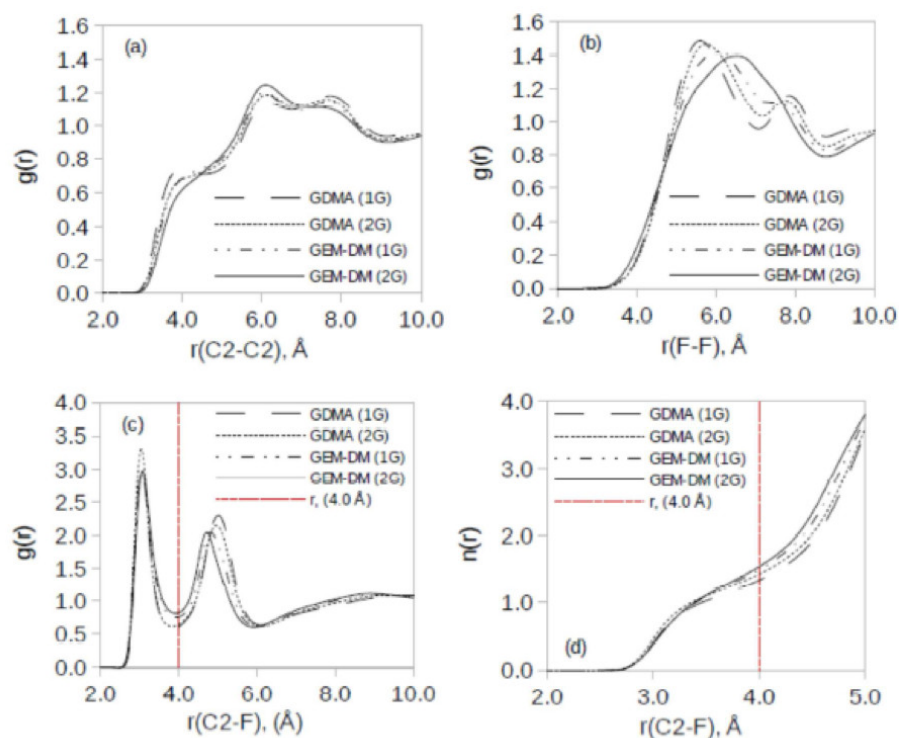 (a)
g(r)
1.6
1.4
1.2
1.0
0.8
0.6
0.4
0.2
0.0
GDMA (1G)
GDMA (2G)
GEM-DM (1G)
GEM-DM (2G)
2.0 4.0 6.0 8.0 10.0
r(C2-C2), Å
(b)
g(r)
1.6
1.4
1.2
1.0
0.8
0.6
0.4
0.2
0.0
GDMA (1G)
GDMA (2G)
GEM-DM (1G)
GEM-DM (2G)
2.0 4.0 6.0 8.0 10.0
r(F-F), Å
(c)
g(r)
4.0
3.5
3.0
2.5
2.0
1.5
1.0
0.5
0.0
GDMA (1G)
GDMA (2G)
GEM-DM (1G)
GEM-DM (2G)
r, (4.0 Å)
2.0 4.0 6.0 8.0 10.0
r(C2-F), (Å)
n(r)
4.0
3.0
2.0
1.0
0.0
GDMA (1G)
GDMA (2G)
GEM-DM (1G)
GEM-DM (2G)
r, (4.0 Å)
(d)
2.0 3.0 4.0 5.0
r(C2-F), Å